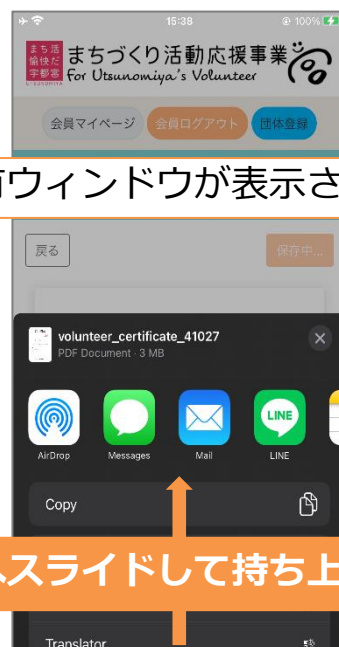 15:38
100%
まち活
愉快だ
宇都宮
まちづくり活動応援事業
for Utsunomiya's Volunteer
会員マイページ
会員ログアウト
団体登録
ウィンドウが表示さ
戻る
保存中...
volunteer_certificate_41027
PDF Document · 3 MB
AirDrop
Messages
Mail
LINE
LINE
Copy
スライドして持ち上
Translator